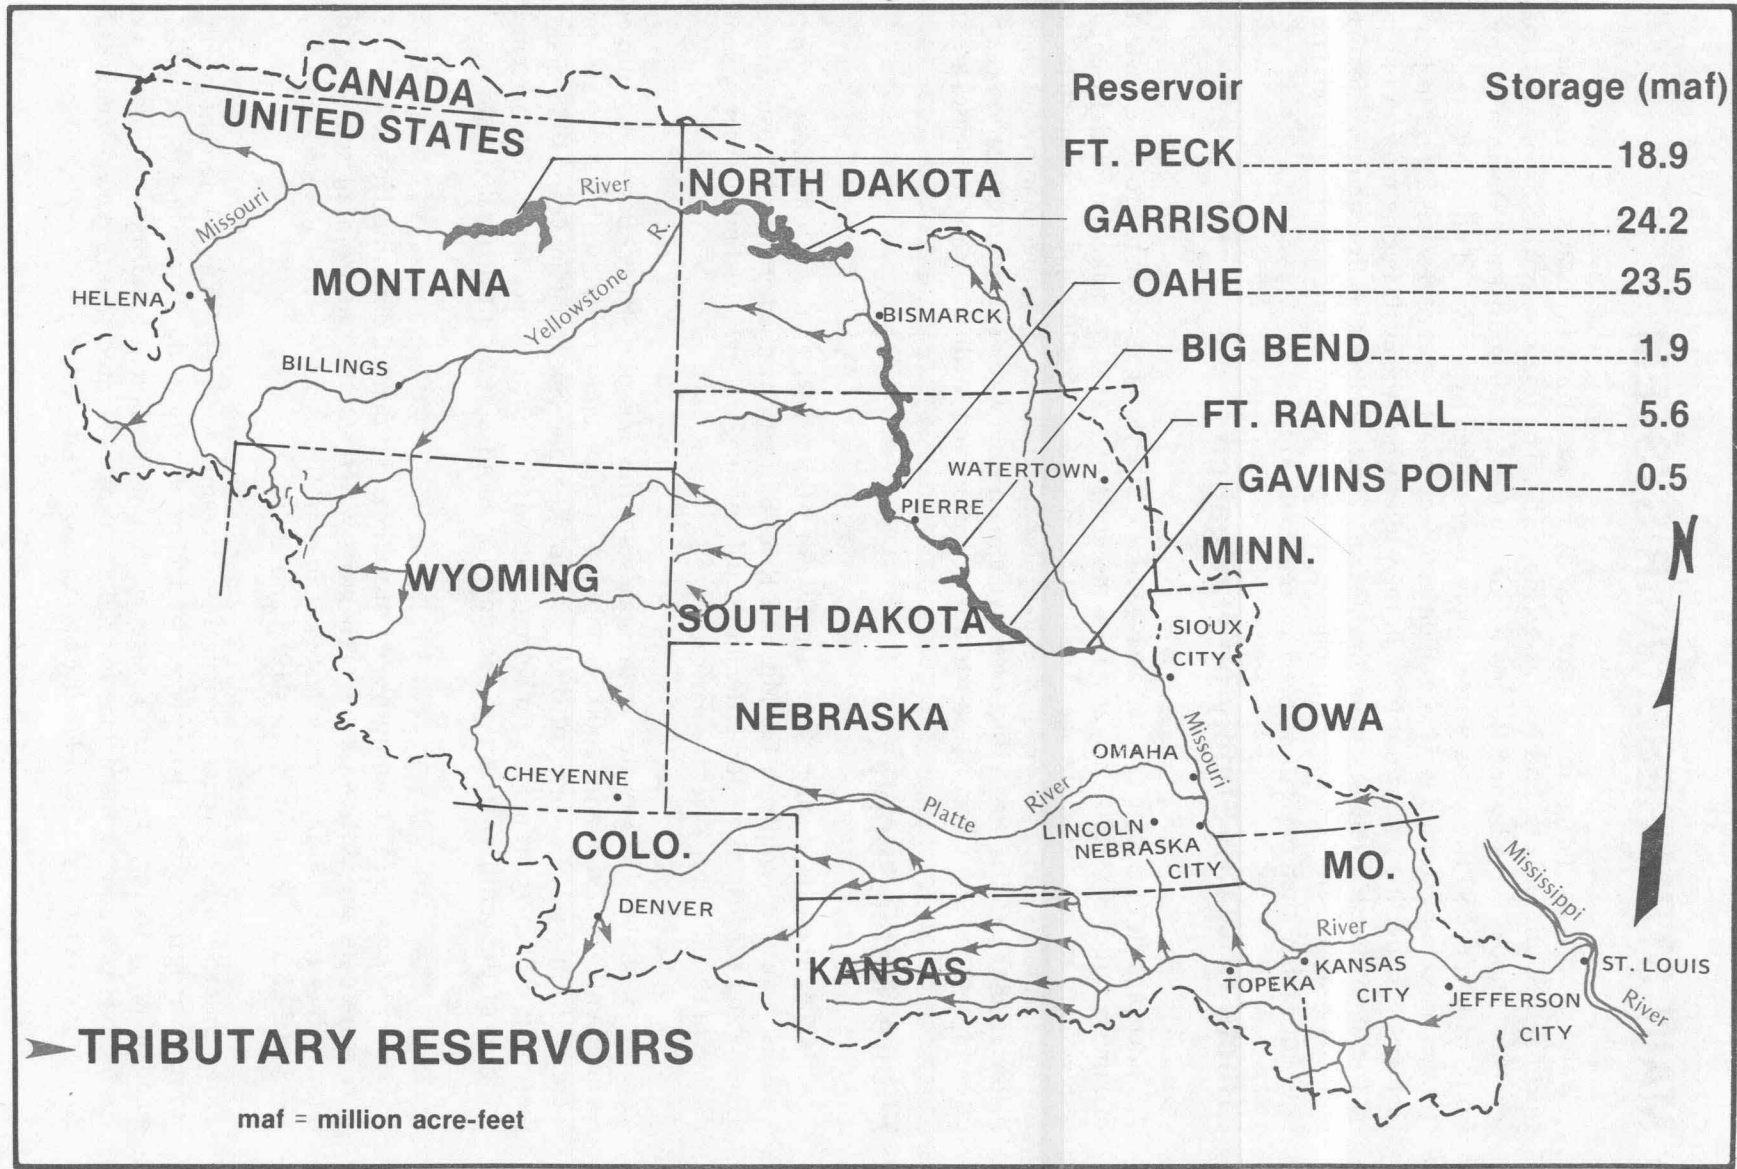 CANADA
UNITED STATES
Reservoir Storage (maf)
FT. PECK 18.9
GARRISON 24.2
OAHE 23.5
BIG BEND 1.9
FT. RANDALL 5.6
GAVINS POINT 0.5
N
Missouri
River
NORTH DAKOTA
MONTANA
HELENA
Yellowstone R.
BILLINGS
BISMARCK
WATERTOWN
PIERRE
MINN.
WYOMING
SOUTH DAKOTA
SIOUX
CITY
NEBRASKA
IOWA
Missouri
OMAHA
CHEYENNE
Platte
River
LINCOLN
NEBRASKA
CITY
COLO.
MO.
Mississippi
River
DENVER
River
KANSAS
TOPEKA
KANSAS
CITY
JEFFERSON
CITY
ST. LOUIS
TRIBUTARY RESERVOIRS
maf = million acre-feet